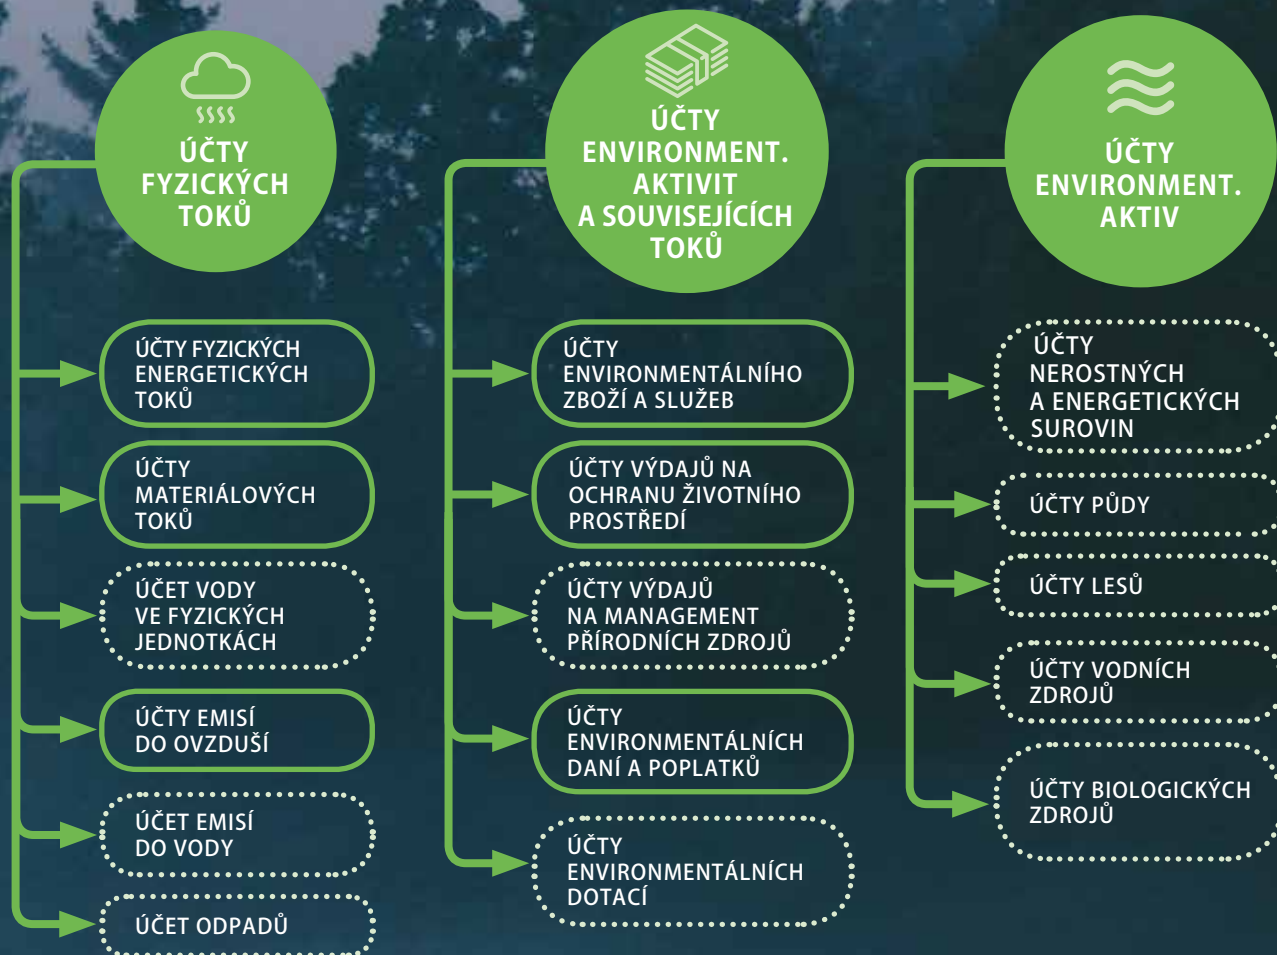 ÚČTY
FYZICKÝCH
TOKŮ
ÚČTY FYZICKÝCH
ENERGETICKÝCH
TOKŮ
ÚČTY
MATERIÁLOVÝCH
TOKŮ
ÚČET VODY
VE FYZICKÝCH
JEDNOTKÁCH
ÚČTY EMISÍ
DO OVZDUŠÍ
ÚČET EMISÍ
DO VODY
ÚČET ODPADŮ
ÚČTY
ENVIRONMENT.
AKTIVIT
A SOUVISEJÍCÍCH
TOKŮ
ÚČTY
ENVIRONMENTÁLNÍHO
ZBOŽÍ A SLUŽEB
ÚČTY VÝDAJŮ NA
OCHRANU ŽIVOTNÍHO
PROSTŘEDÍ
ÚČTY VÝDAJŮ
NA MANAGEMENT
PŘÍRODNÍCH ZDROJŮ
ÚČTY
ENVIRONMENTÁLNÍCH
DANÍ A POPLATKŮ
ÚČTY
ENVIRONMENTÁLNÍCH
DOTACÍ
ÚČTY
ENVIRONMENT.
AKTIV
ÚČTY
NEROSTNÝCH
A ENERGETICKÝCH
SUROVIN
ÚČTY PŮDY
ÚČTY LESŮ
ÚČTY VODNÍCH
ZDROJŮ
ÚČTY BIOLOGICKÝCH
ZDROJŮ